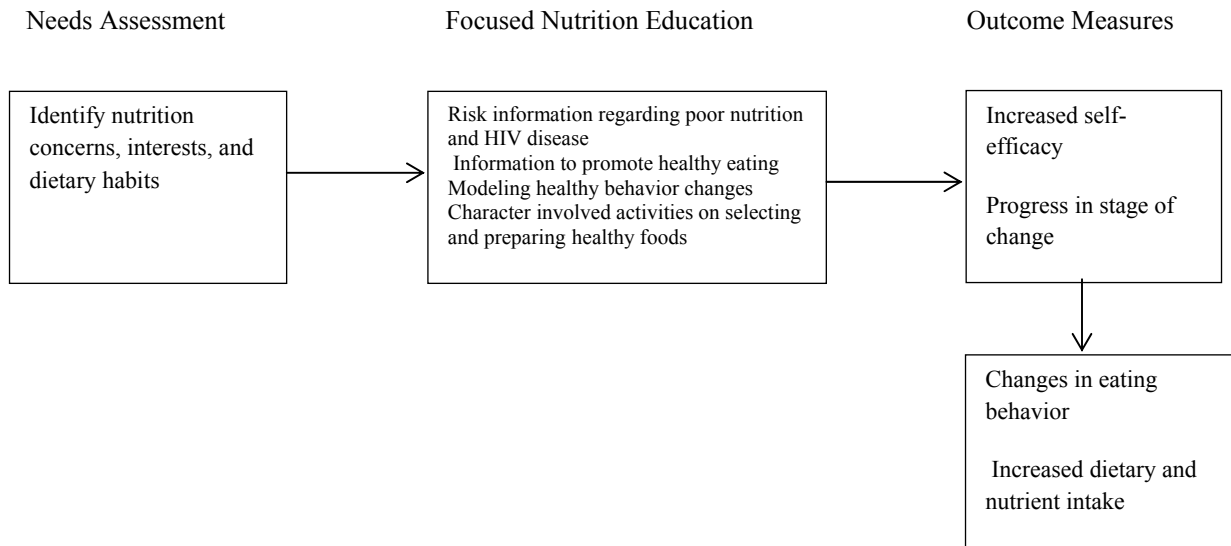 Needs Assessment
Focused Nutrition Education
Outcome Measures
Identify nutrition
concerns, interests, and
dietary habits
Risk information regarding poor nutrition
and HIV disease
Information to promote healthy eating
Modeling healthy behavior changes
Character involved activities on selecting
and preparing healthy foods
Increased self-
efficacy
Progress in stage of
change
Changes in eating
behavior
Increased dietary and
nutrient intake